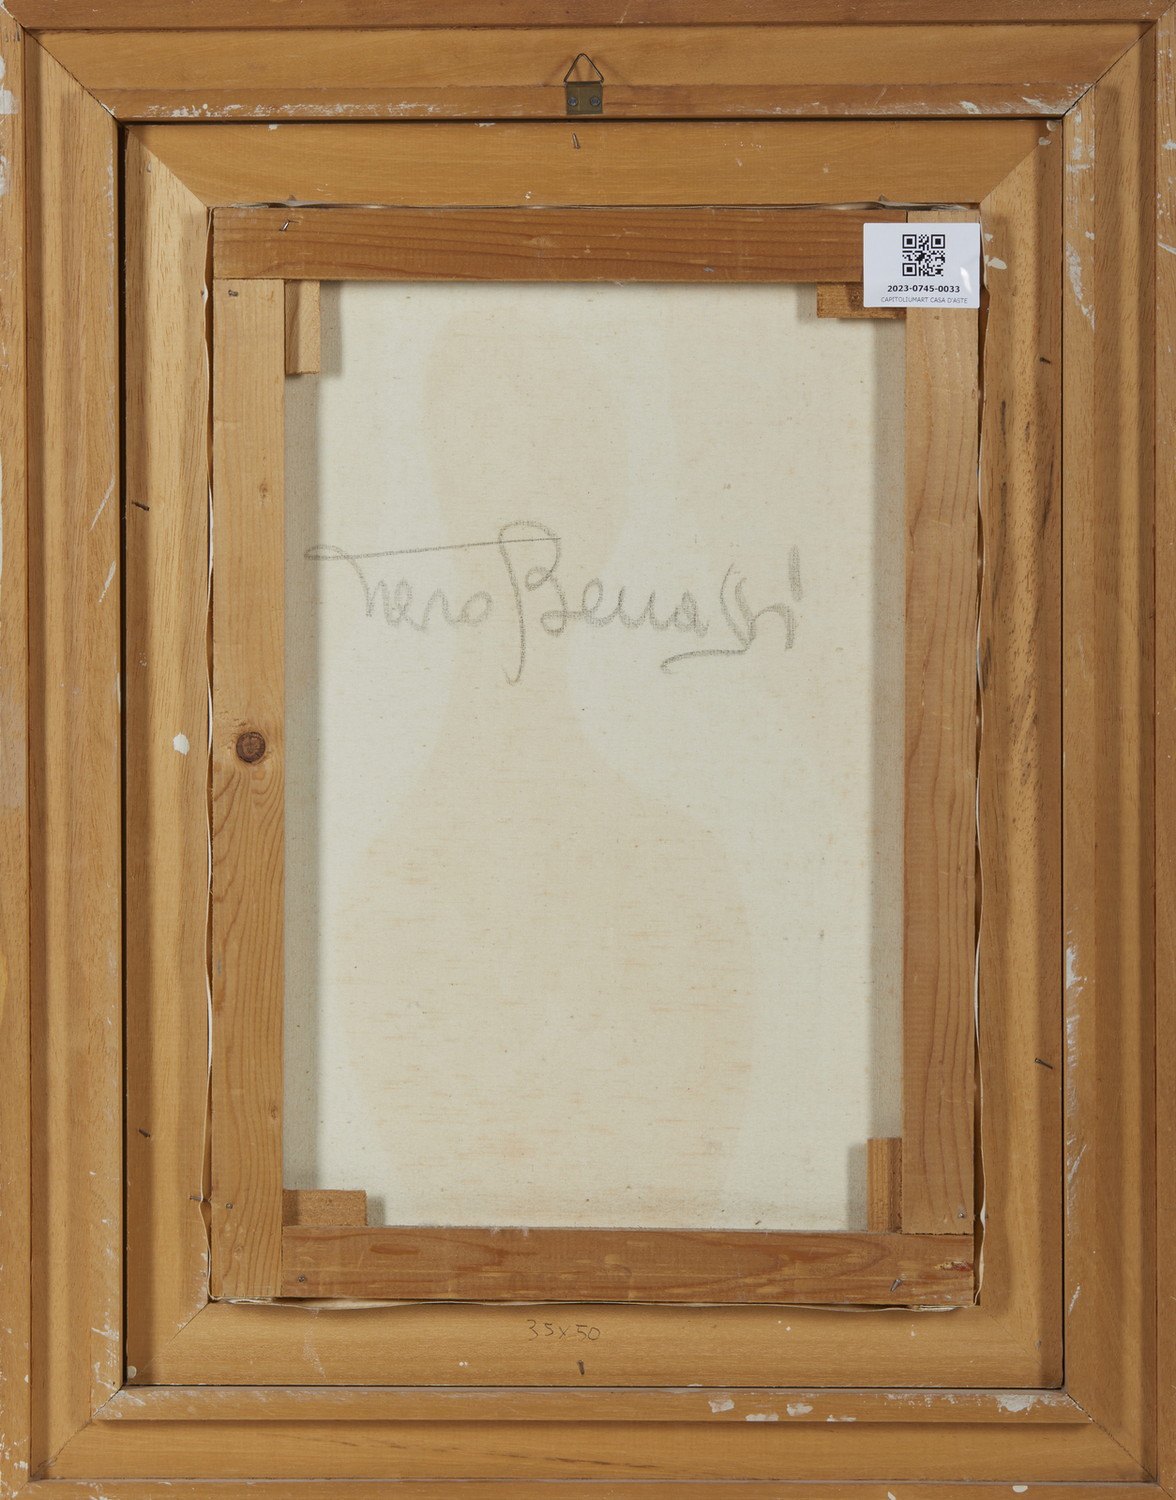 2023-0745-0033
CAPITOLIUMART CASA D'ASTE
Nero Benassi
35x50